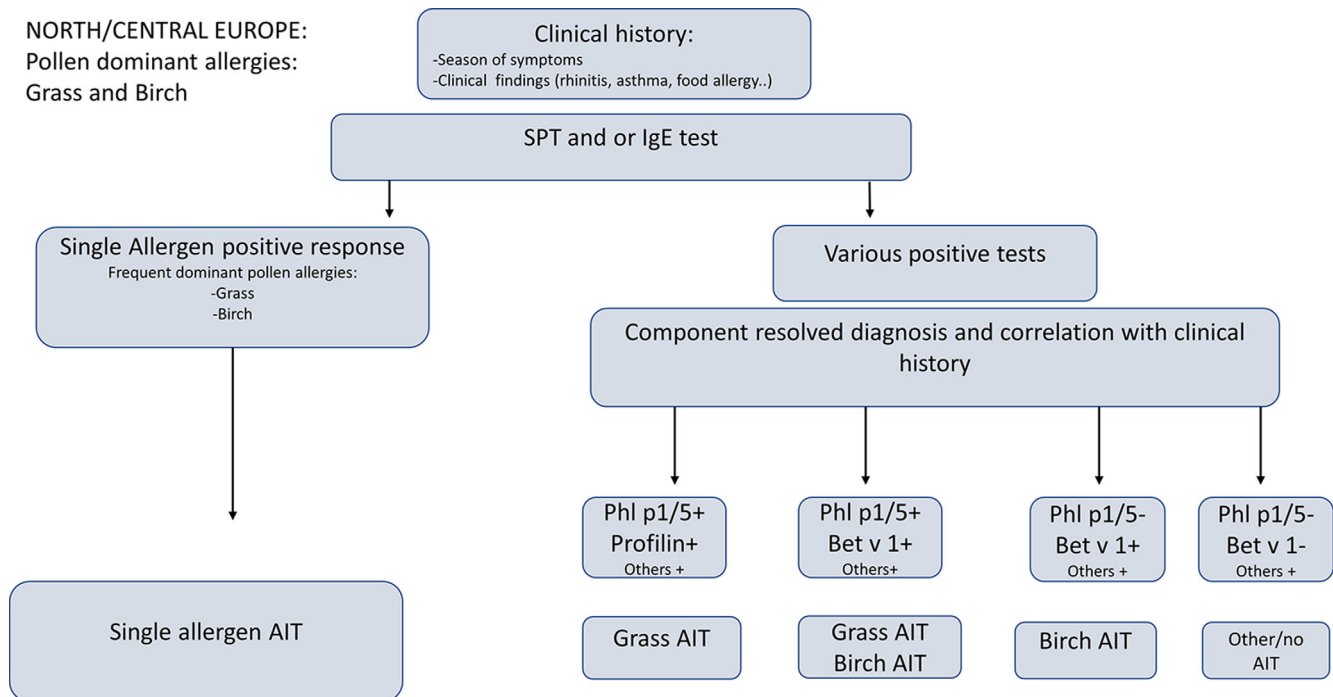 NORTH/CENTRAL EUROPE:
Pollen dominant allergies:
Grass and Birch
Clinical history:
-Season of symptoms
-Clinical findings (rhinitis, asthma, food allergy..)
SPT and or IgE test
Single Allergen positive response
Frequent dominant pollen allergies:
-Grass
-Birch
Various positive tests
Component resolved diagnosis and correlation with clinical
history
Phl p1/5+
Profilin+
Others +
Phl p1/5+
Bet v 1+
Others+
Phl p1/5-
Bet v 1+
Others +
Phl p1/5-
Bet v 1-
Others +
Single allergen AIT
Grass AIT
Grass AIT
Birch AIT
Birch AIT
Other/no
AIT